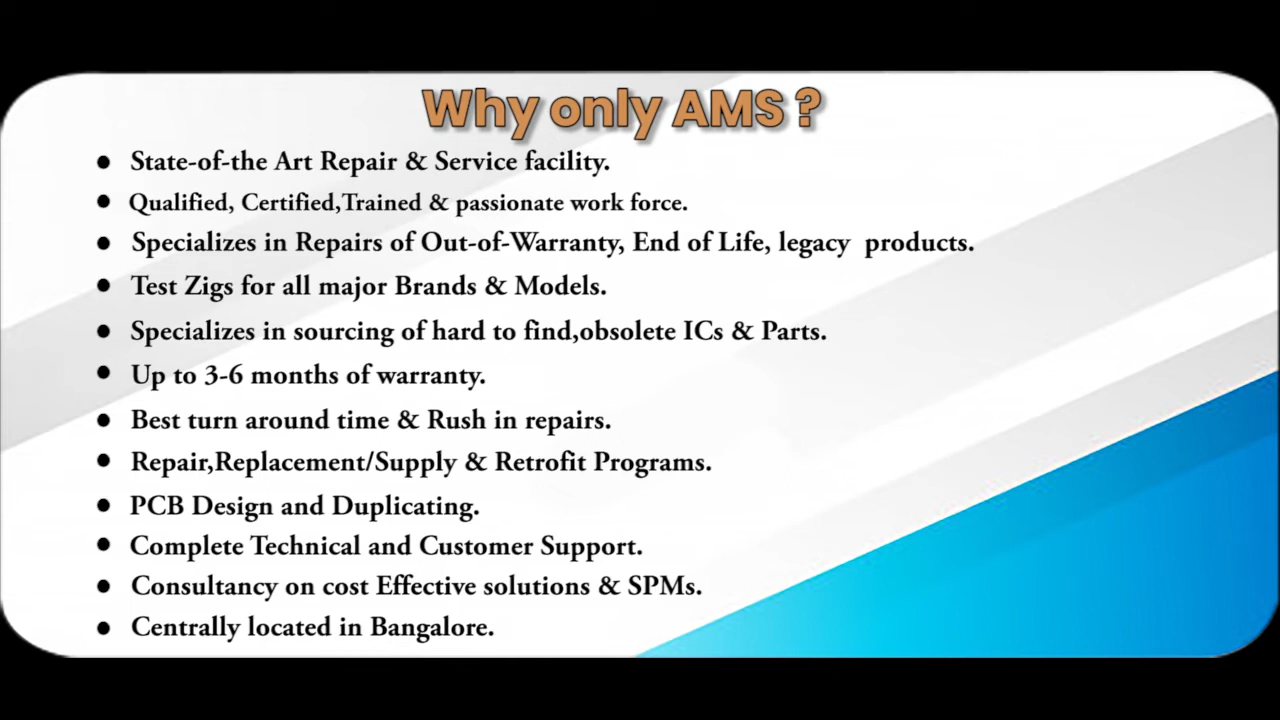 Why only AMS ?
● State-of-the Art Repair & Service facility.
● Qualified, Certified,Trained & passionate work force.
● Specializes in Repairs of Out-of-Warranty, End of Life, legacy products.
● Test Zigs for all major Brands & Models.
● Specializes in sourcing of hard to find,obsolete ICs & Parts.
● Up to 3-6 months of warranty.
● Best turn around time & Rush in repairs.
● Repair,Replacement/Supply & Retrofit Programs.
● PCB Design and Duplicating.
● Complete Technical and Customer Support.
● Consultancy on cost Effective solutions & SPMs.
● Centrally located in Bangalore.